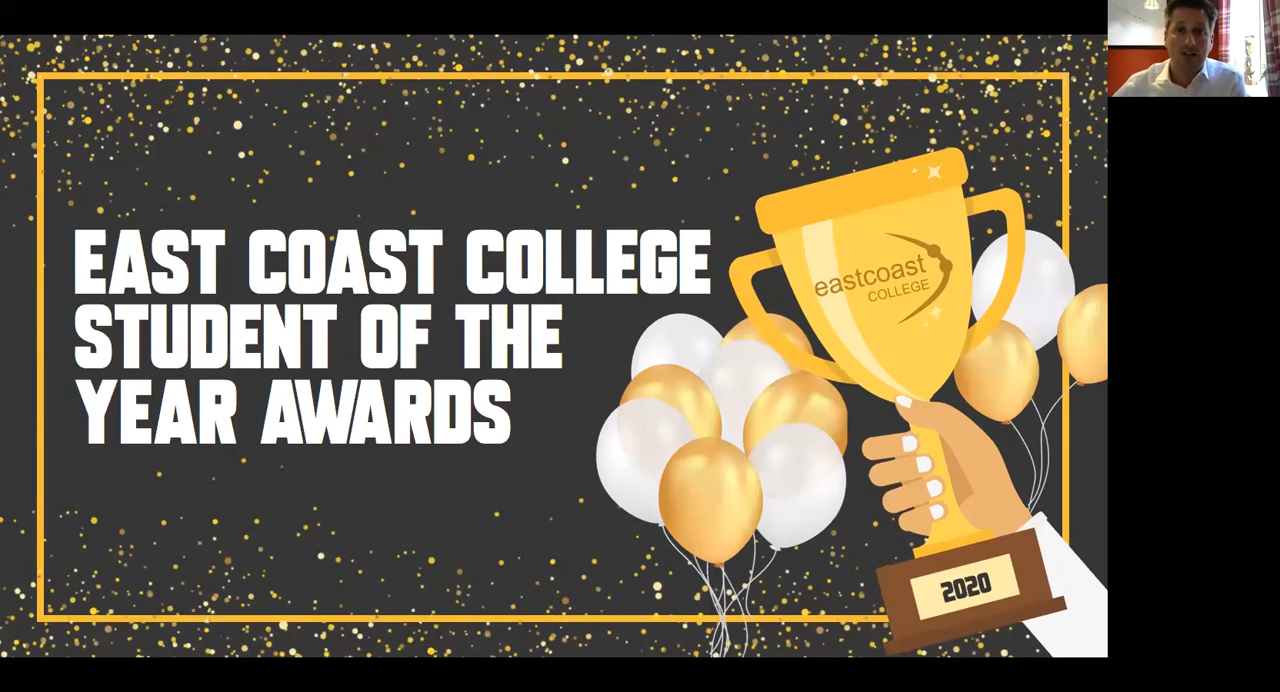 EAST COAST COLLEGE
STUDENT OF THE
YEAR AWARDS
eastcoast
COLLEGE
2020